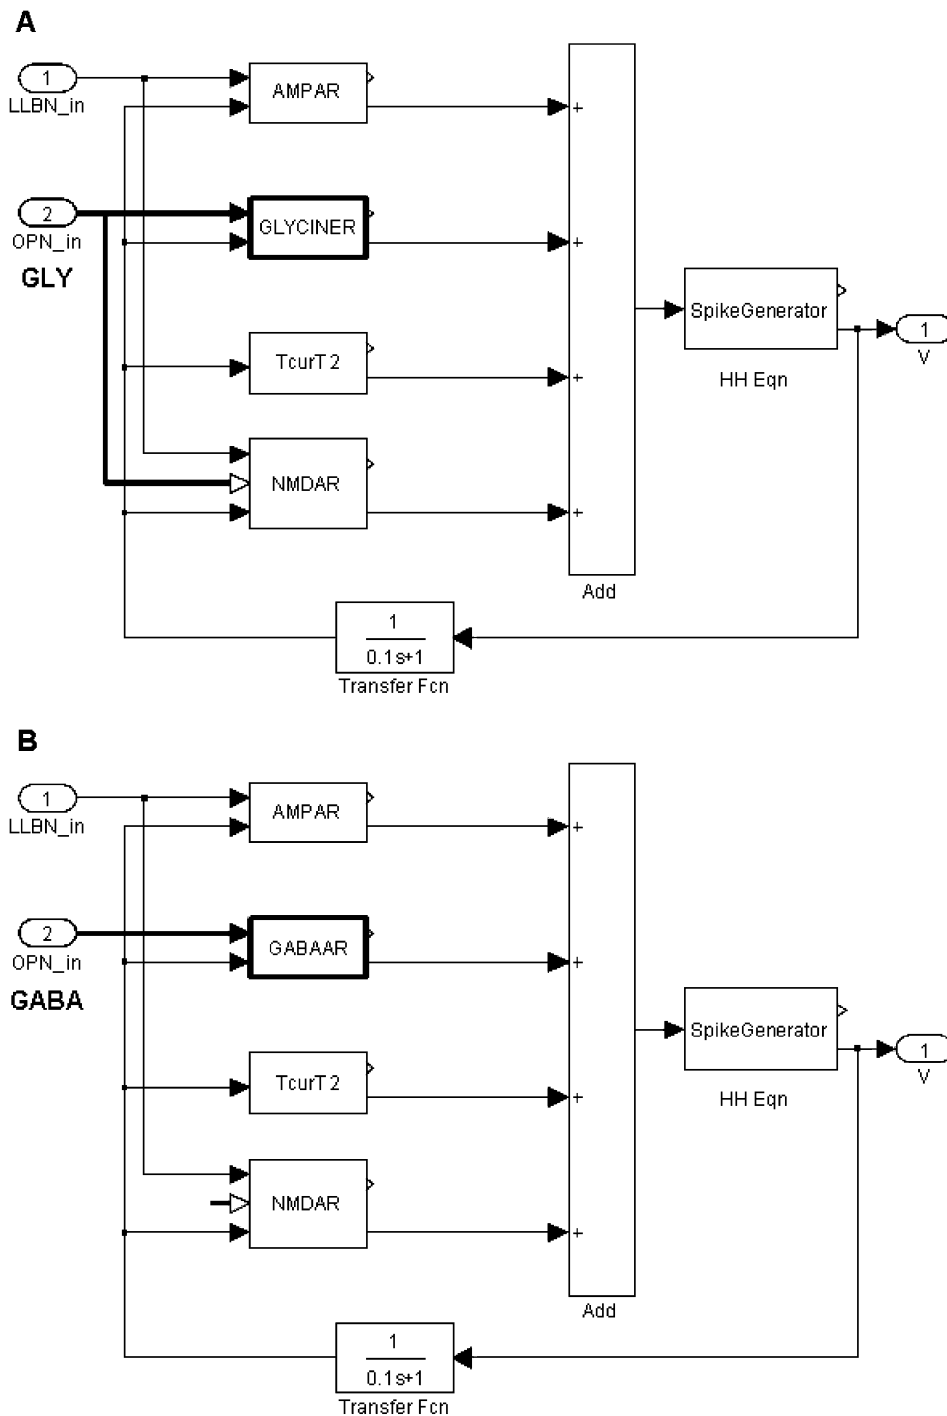 A
1
LLBN_in
AMPAR
+
2
OPN_in
GLY
GLYCINER
+
SpikeGenerator
HH Eqn
1
V
TcurT2
+
NMDAR
+
Add
1
0.1s+1
Transfer Fcn
B
1
LLBN_in
AMPAR
+
2
OPN_in
GABA
GABAAR
+
SpikeGenerator
HH Eqn
1
V
TcurT2
+
NMDAR
+
Add
1
0.1s+1
Transfer Fcn